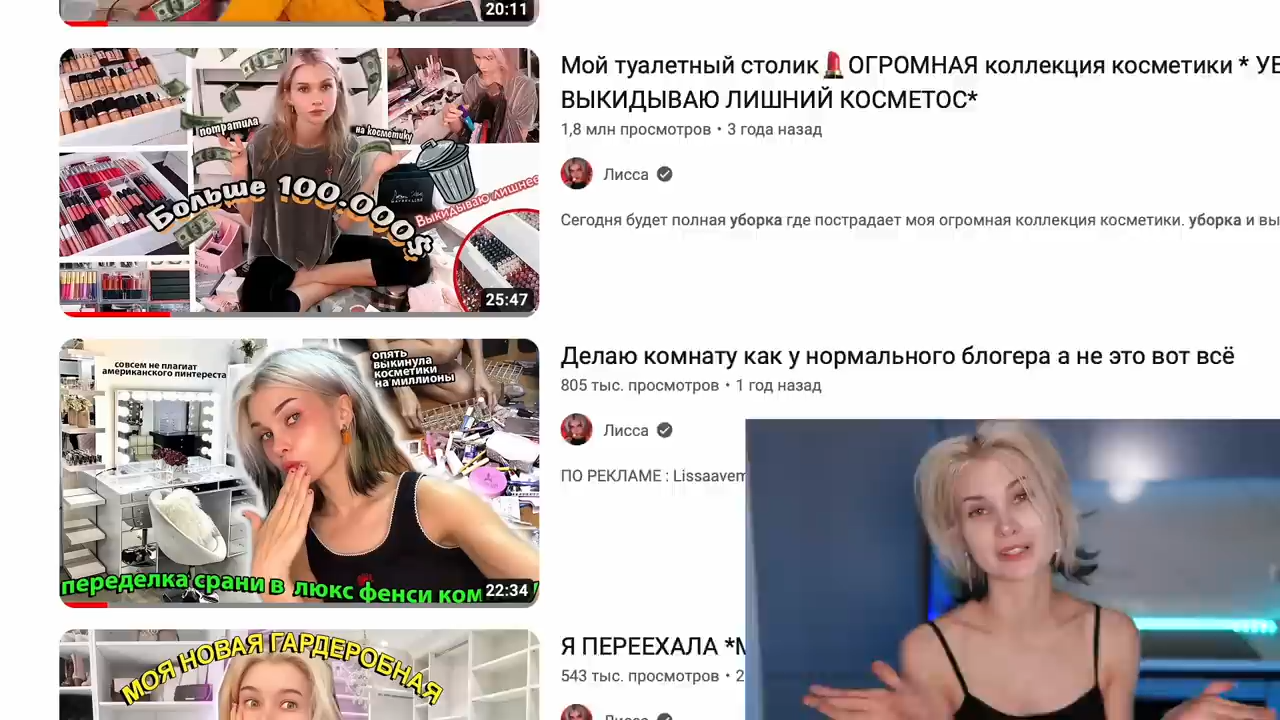 20:11
Мой туалетный столик💄ОГРОМНАЯ коллекция косметики * УБ
ВЫКИДЫВАЮ ЛИШНИЙ КОСМЕТОС*
1,8 млн просмотров • 3 года назад
Лисса
Сегодня будет полная уборка где пострадает моя огромная коллекция косметики. уборка и вы
потратила
на косметику
Больше 100.000$
Выкидываю лишнее
25:47
Делаю комнату как у нормального блогера а не это вот всё
805 тыс. просмотров • 1 год назад
Лисса
ПО РЕКЛАМЕ : Lissaavem
совсем не плагиат
американского пинтереста
опять
выкинула
косметики
на миллионы
переделка срани в люкс фенси ком
22:34
Я ПЕРЕЕХАЛА *М
543 тыс. просмотров • 2
Лисса
МОЯ НОВАЯ ГАРДЕРОБНАЯ